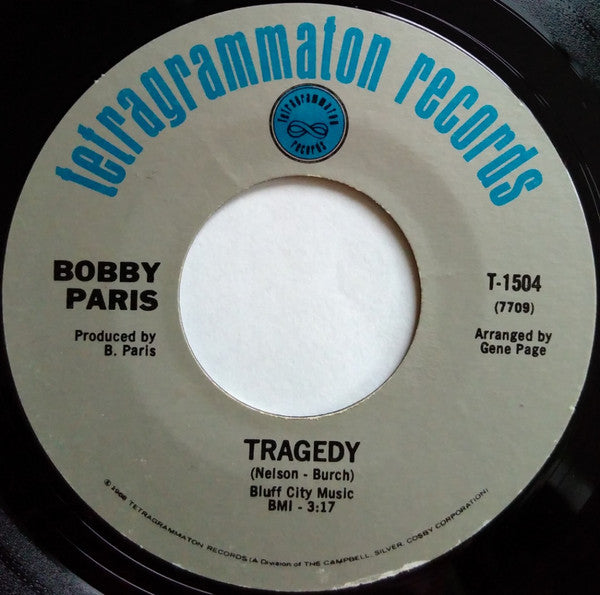 tetragrammaton records
tetragrammaton
records
BOBBY
PARIS
Produced by
B. Paris
T-1504
(7709)
Arranged by
Gene Page
TRAGEDY
(Nelson - Burch)
Bluff City Music
BMI - 3:17
© 1968 TETRAGRAMMATON RECORDS (A Division of THE CAMPBELL, SILVER, COSBY CORPORATION)